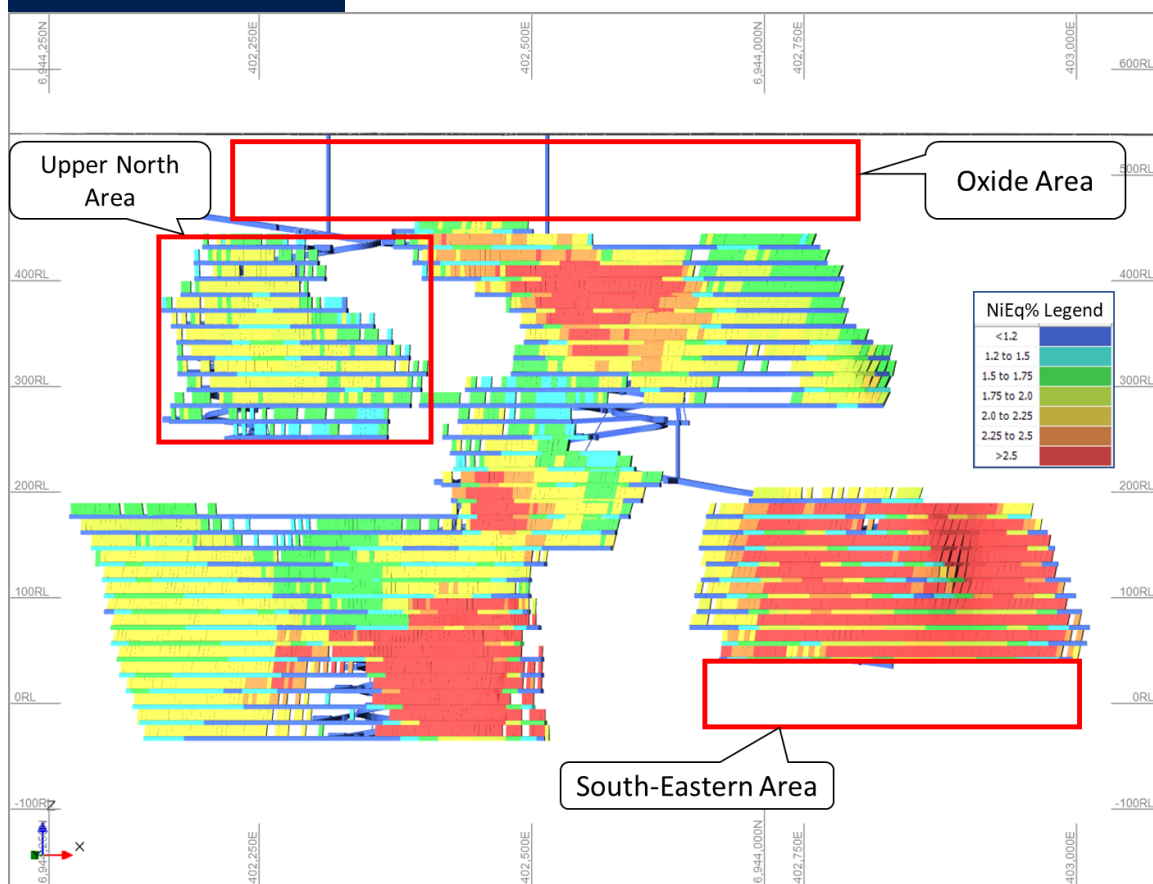 6,944,250N
402,250E
402,500E
6,944,000N
402,750E
403,000E
600RL
Upper North
Area
Oxide Area
500RL
400RL
400RL
NiEq% Legend
<1.2
1.2 to 1.5
1.5 to 1.75
1.75 to 2.0
2.0 to 2.25
2.25 to 2.5
>2.5
300RL
300RL
200RL
200RL
100RL
100RL
0RL
0RL
South-Eastern Area
-100RL
-100RL
Z
X
402,250E
402,500E
6,944,000N
402,750E
403,000E